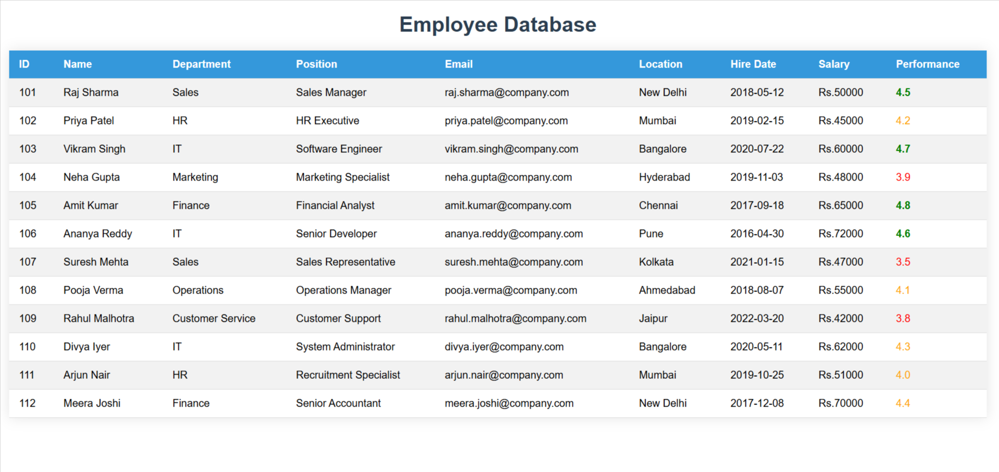 Employee Database
ID Name Department Position Email Location Hire Date Salary Performance
101 Raj Sharma Sales Sales Manager raj.sharma@company.com New Delhi 2018-05-12 Rs.50000 4.5
102 Priya Patel HR HR Executive priya.patel@company.com Mumbai 2019-02-15 Rs.45000 4.2
103 Vikram Singh IT Software Engineer vikram.singh@company.com Bangalore 2020-07-22 Rs.60000 4.7
104 Neha Gupta Marketing Marketing Specialist neha.gupta@company.com Hyderabad 2019-11-03 Rs.48000 3.9
105 Amit Kumar Finance Financial Analyst amit.kumar@company.com Chennai 2017-09-18 Rs.65000 4.8
106 Ananya Reddy IT Senior Developer ananya.reddy@company.com Pune 2016-04-30 Rs.72000 4.6
107 Suresh Mehta Sales Sales Representative suresh.mehta@company.com Kolkata 2021-01-15 Rs.47000 3.5
108 Pooja Verma Operations Operations Manager pooja.verma@company.com Ahmedabad 2018-08-07 Rs.55000 4.1
109 Rahul Malhotra Customer Service Customer Support rahul.malhotra@company.com Jaipur 2022-03-20 Rs.42000 3.8
110 Divya Iyer IT System Administrator divya.iyer@company.com Bangalore 2020-05-11 Rs.62000 4.3
111 Arjun Nair HR Recruitment Specialist arjun.nair@company.com Mumbai 2019-10-25 Rs.51000 4.0
112 Meera Joshi Finance Senior Accountant meera.joshi@company.com New Delhi 2017-12-08 Rs.70000 4.4